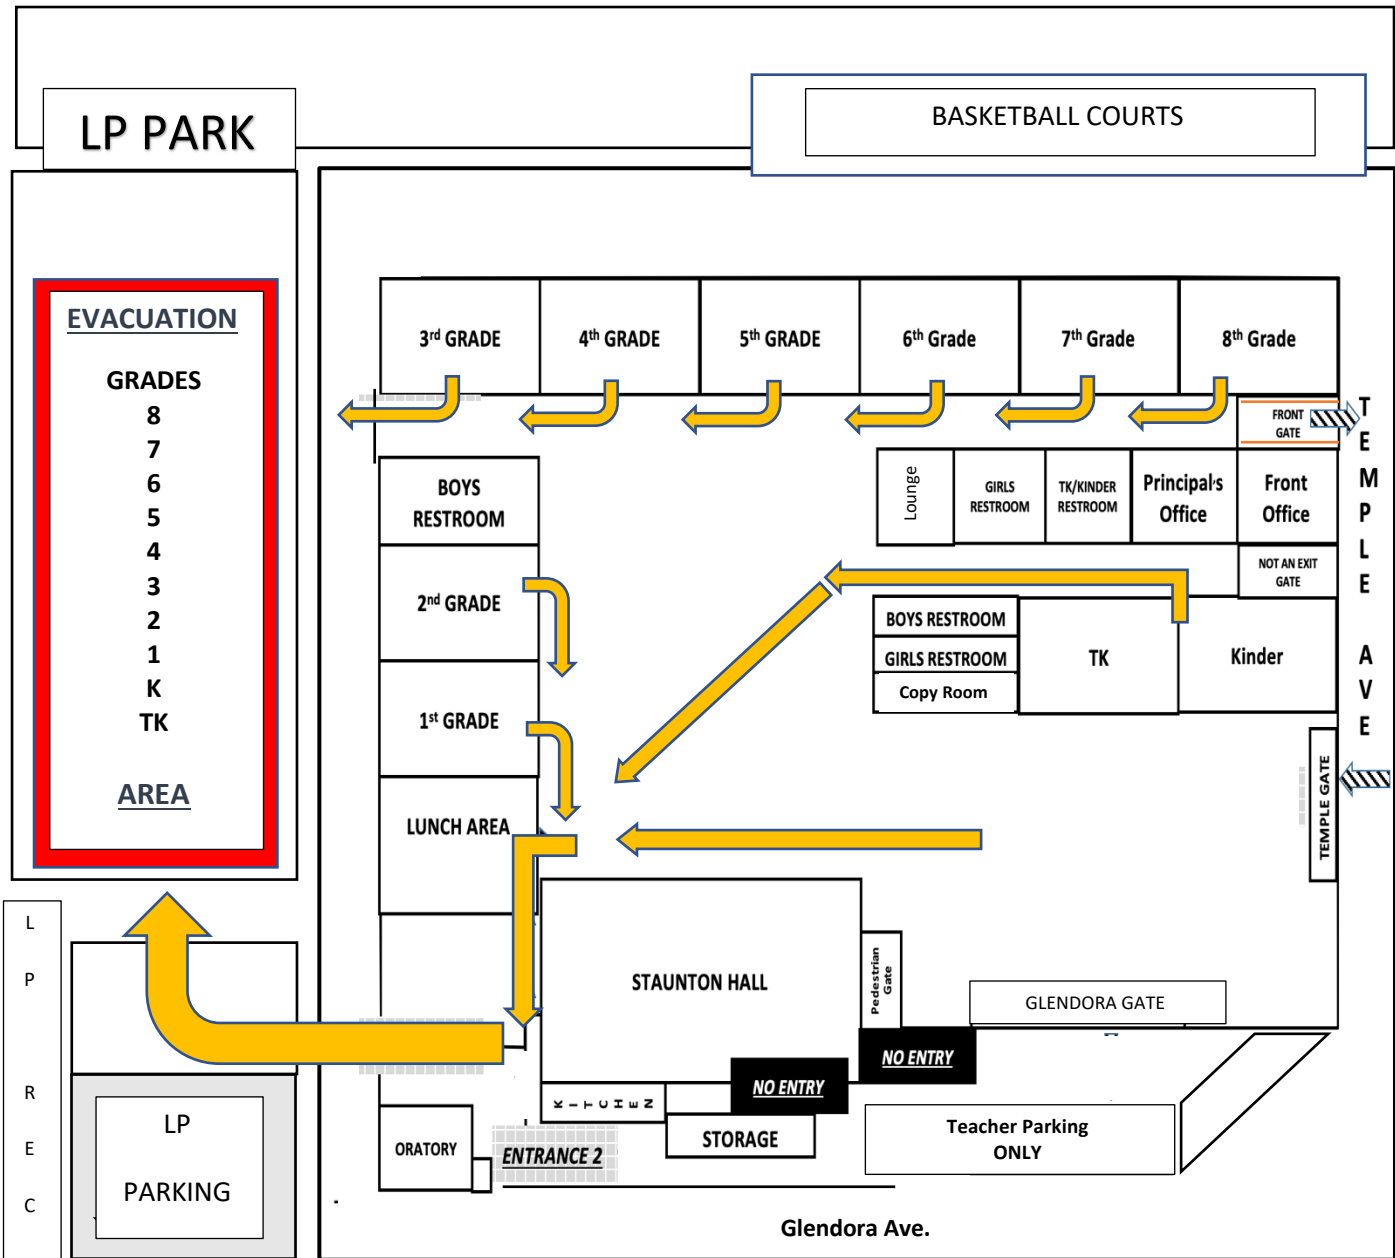 LP PARK
BASKETBALL COURTS
EVACUATION
GRADES
8
7
6
5
4
3
2
1
K
TK
AREA
3rd GRADE
4th GRADE
5th GRADE
6th Grade
7th Grade
8th Grade
FRONT
GATE
TEMPLE AVE
BOYS
RESTROOM
Lounge
GIRLS
RESTROOM
TK/KINDER
RESTROOM
Principal's
Office
Front
Office
NOT AN EXIT
GATE
2nd GRADE
BOYS RESTROOM
GIRLS RESTROOM
Copy Room
TK
Kinder
1st GRADE
LUNCH AREA
TEMPLE GATE
STAUNTON HALL
Pedestrian
Gate
GLENDORA GATE
NO ENTRY
NO ENTRY
KITCHEN
STORAGE
Teacher Parking
ONLY
ORATORY
ENTRANCE 2
LP REC
LP
PARKING
Glendora Ave.